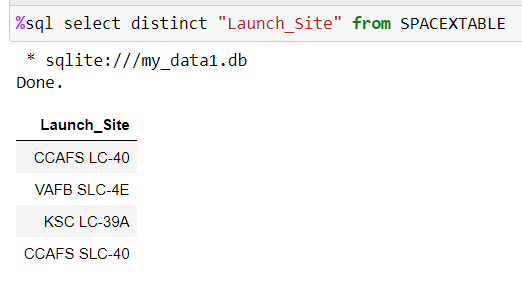 %sql select distinct "Launch_Site" from SPACEXTABLE
* sqlite:///my_data1.db
Done.
Launch_Site
CCAFS LC-40
VAFB SLC-4E
KSC LC-39A
CCAFS SLC-40